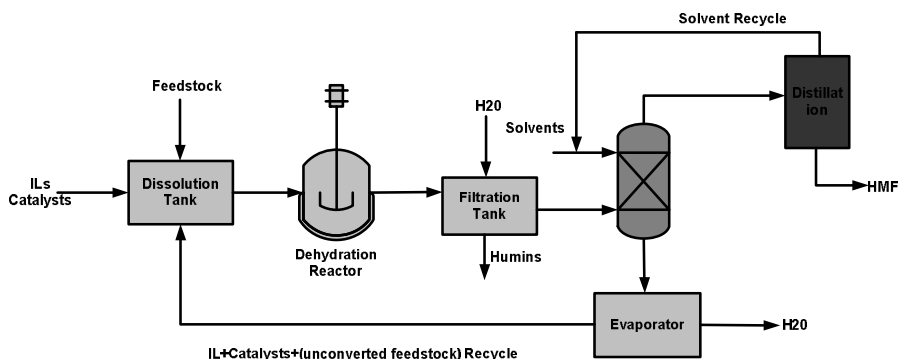 Solvent Recycle
Feedstock
H20
Solvents
Distillat
ion
ILs
Catalysts
Dissolution
Tank
Filtration
Tank
HMF
Dehydration
Reactor
Humins
Evaporator
H20
IL+Catalysts+(unconverted feedstock) Recycle